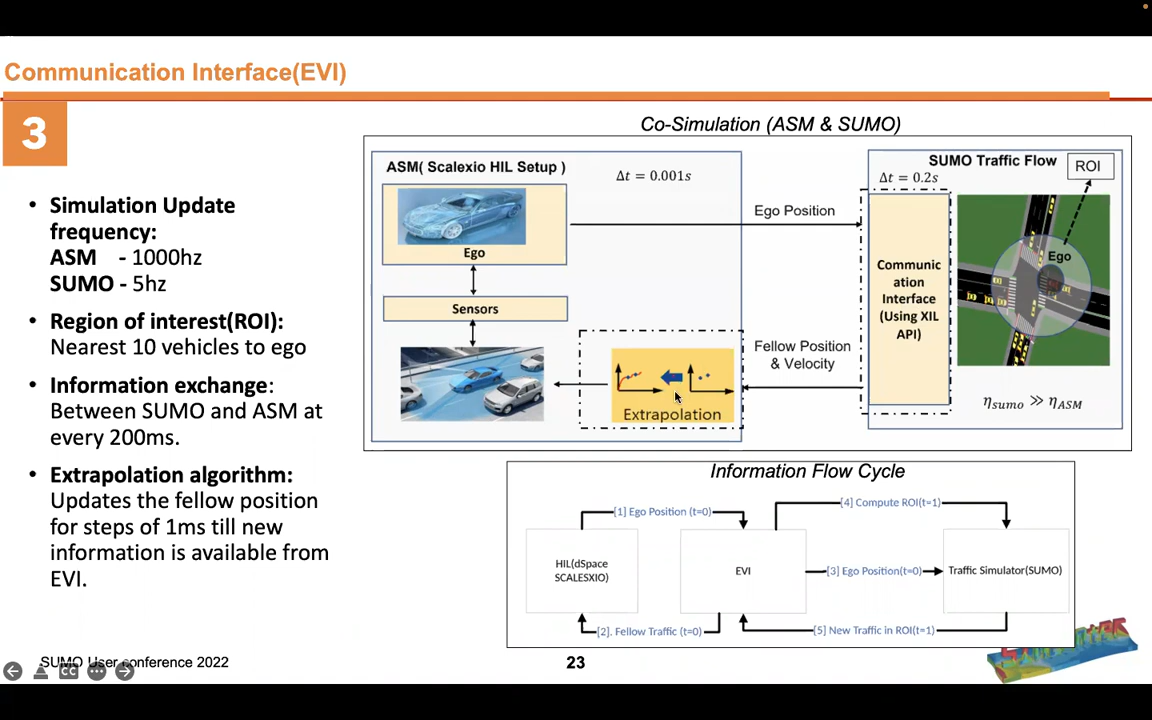 Communication Interface(EVI)
3
• Simulation Update
frequency:
ASM - 1000hz
SUMO - 5hz
• Region of interest(ROI):
Nearest 10 vehicles to ego
• Information exchange:
Between SUMO and ASM at
every 200ms.
• Extrapolation algorithm:
Updates the fellow position
for steps of 1ms till new
information is available from
EVI.
Co-Simulation (ASM & SUMO)
ASM( Scalexio HIL Setup )
Δt = 0.001s
Ego
Sensors
Extrapolation
Ego Position
Fellow Position
& Velocity
SUMO Traffic Flow
ROI
Δt = 0.2s
Communic
ation
Interface
(Using XIL
API)
Ego
ηsumo ≫ ηASM
Information Flow Cycle
[1] Ego Position (t=0)
[4] Compute ROI(t=1)
HIL(dSpace
SCALESXIO)
EVI
[3] Ego Position(t=0)
Traffic Simulator(SUMO)
[2]. Fellow Traffic (t=0)
[5] New Traffic in ROI(t=1)
SUMO User conference 2022
CC
23